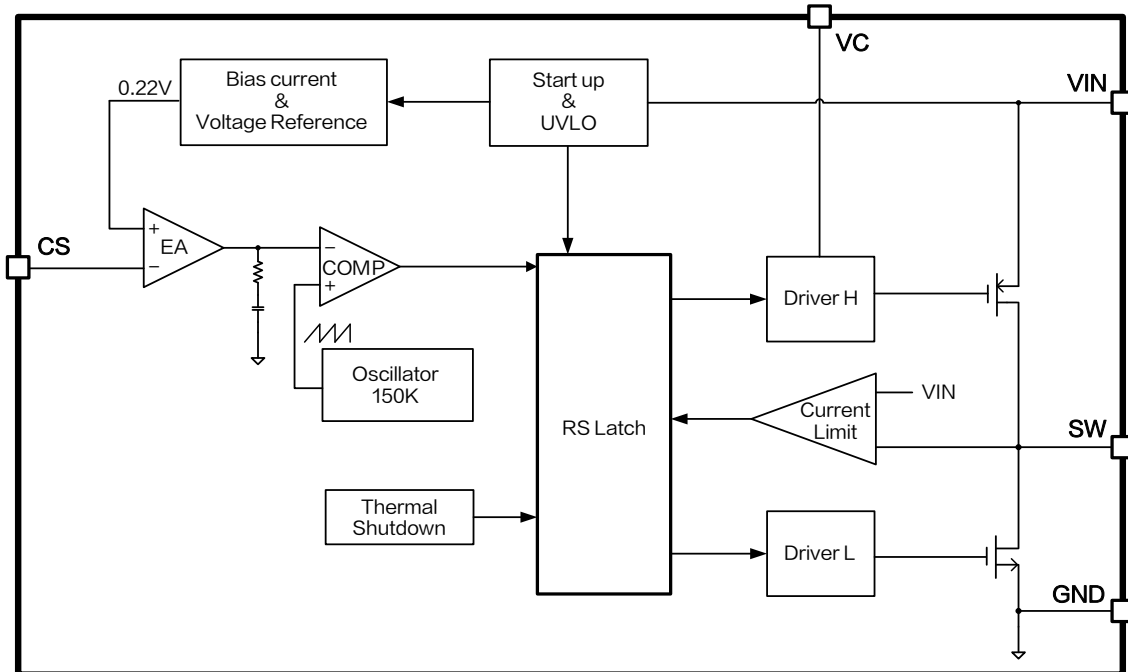 VC
Bias current
&
Voltage Reference
Start up
&
UVLO
0.22V
VIN
CS
+
EA
−
−
COMP
+
Driver H
Oscillator
150K
RS Latch
VIN
Current
Limit
SW
Thermal
Shutdown
Driver L
GND